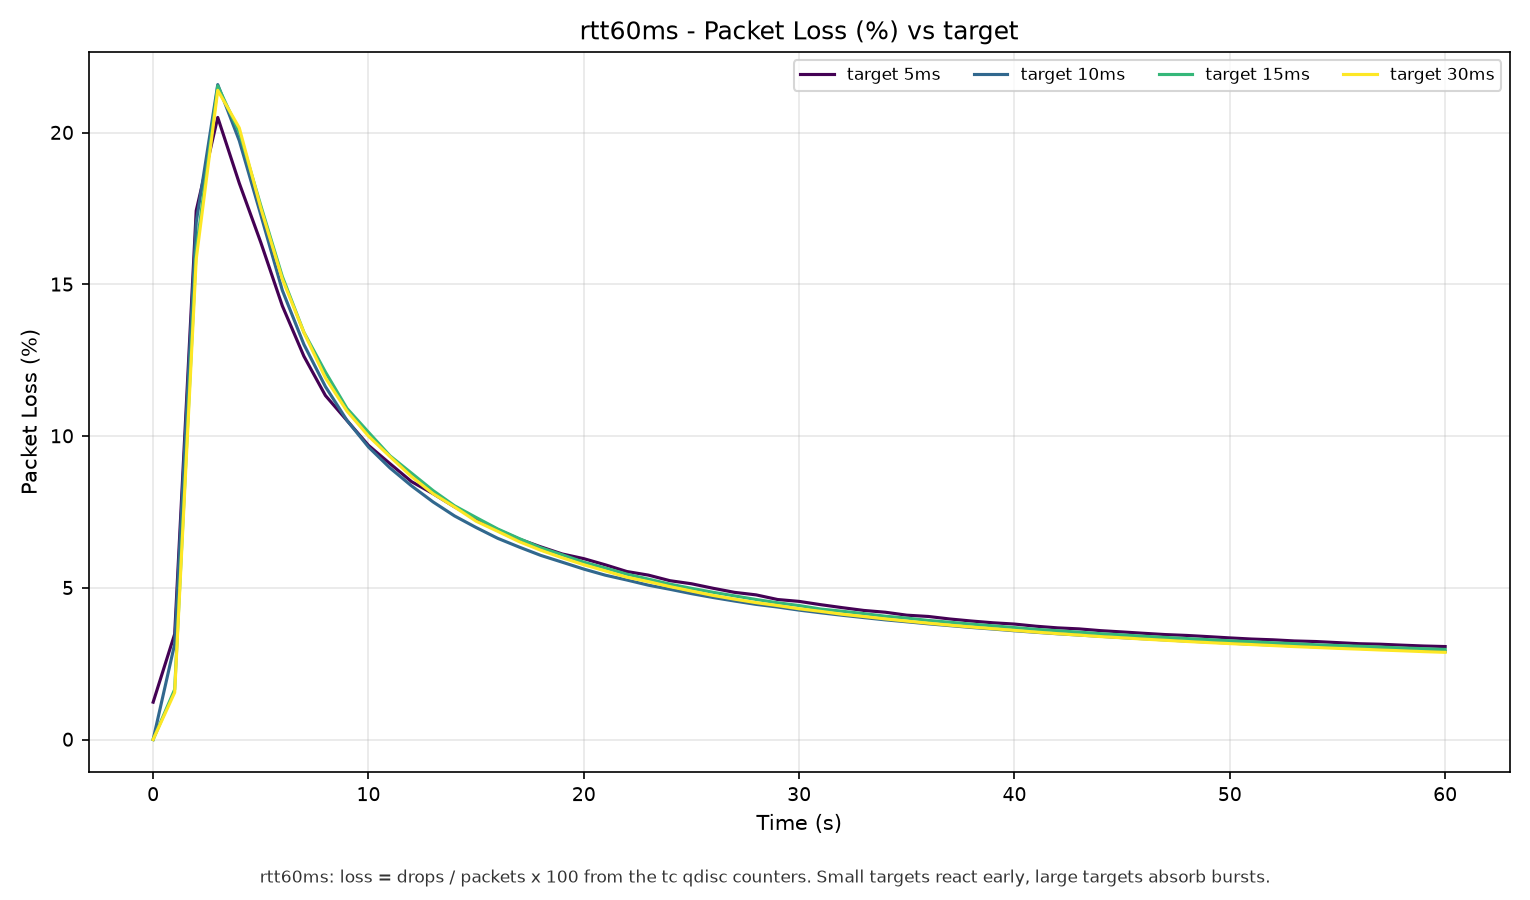 rtt60ms - Packet Loss (%) vs target
target 5ms target 10ms target 15ms target 30ms
Packet Loss (%)
20
15
10
5
0
0 10 20 30 40 50 60
Time (s)
rtt60ms: loss = drops / packets x 100 from the tc qdisc counters. Small targets react early, large targets absorb bursts.